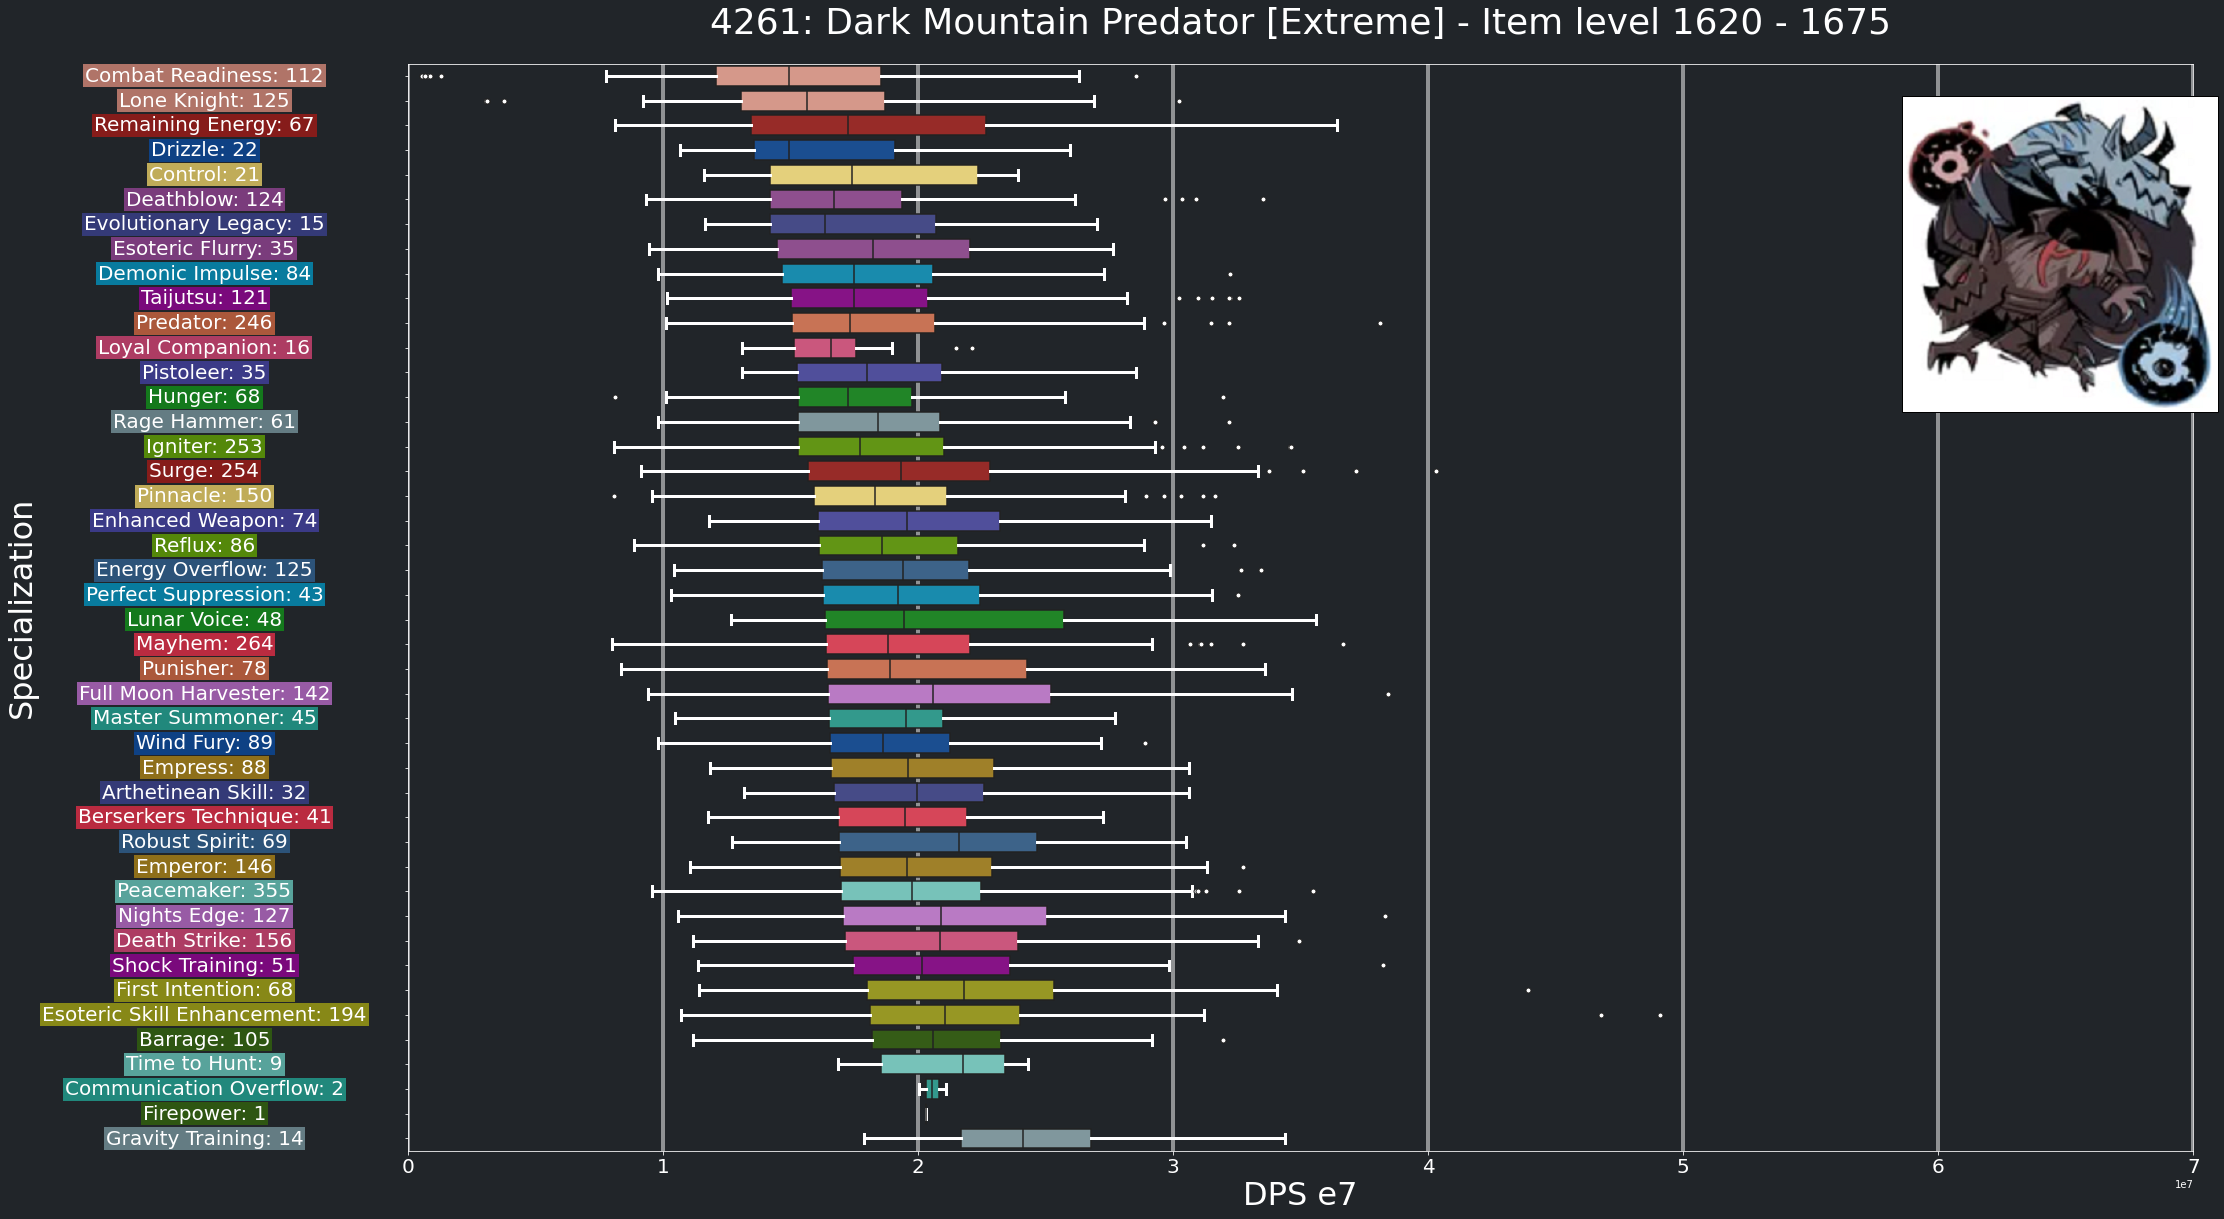 4261: Dark Mountain Predator [Extreme] - Item level 1620 - 1675
Combat Readiness: 112
Lone Knight: 125
Remaining Energy: 67
Drizzle: 22
Control: 21
Deathblow: 124
Evolutionary Legacy: 15
Esoteric Flurry: 35
Demonic Impulse: 84
Taijutsu: 121
Predator: 246
Loyal Companion: 16
Pistoleer: 35
Hunger: 68
Rage Hammer: 61
Igniter: 253
Surge: 254
Pinnacle: 150
Enhanced Weapon: 74
Reflux: 86
Energy Overflow: 125
Perfect Suppression: 43
Lunar Voice: 48
Mayhem: 264
Punisher: 78
Full Moon Harvester: 142
Master Summoner: 45
Wind Fury: 89
Empress: 88
Arthetinean Skill: 32
Berserkers Technique: 41
Robust Spirit: 69
Emperor: 146
Peacemaker: 355
Nights Edge: 127
Death Strike: 156
Shock Training: 51
First Intention: 68
Esoteric Skill Enhancement: 194
Barrage: 105
Time to Hunt: 9
Communication Overflow: 2
Firepower: 1
Gravity Training: 14
Specialization
0 1 2 3 4 5 6 7
1e7
DPS e7